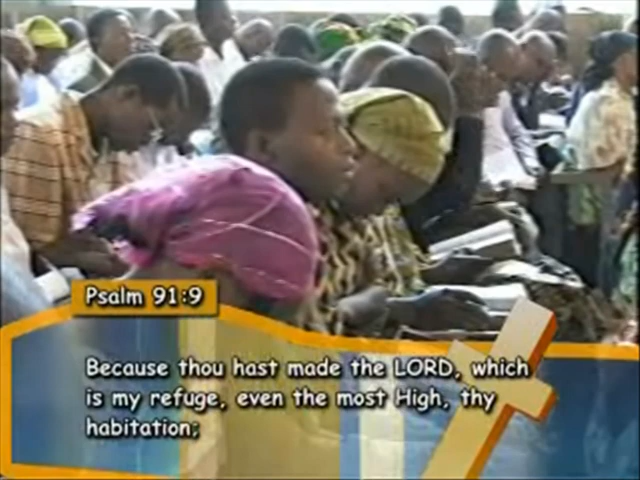 Psalm 91:9
Because thou hast made the LORD, which
is my refuge, even the most High, thy
habitation;